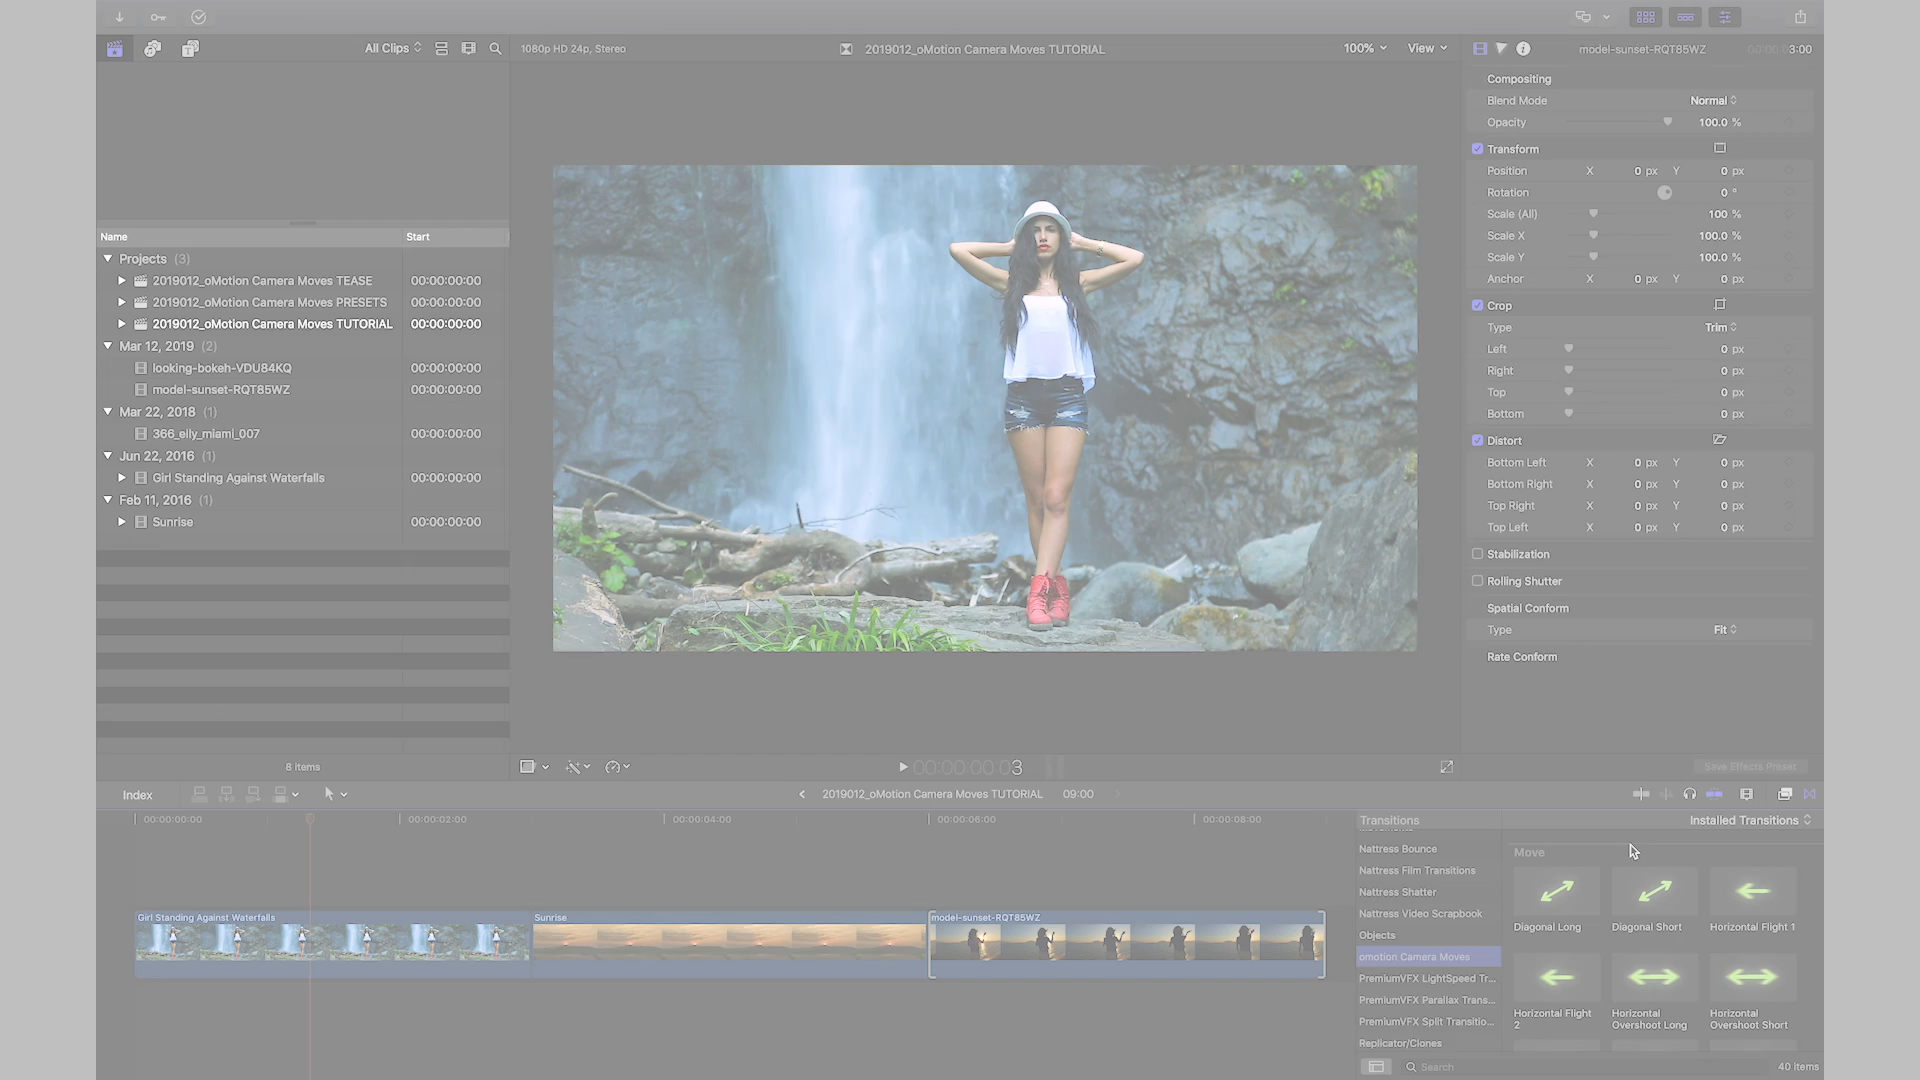 All Clips
1080p HD 24p, Stereo
2019012_oMotion Camera Moves TUTORIAL
100%
View
model-sunset-RQT85WZ
3:00
Name
Start
Projects (3)
2019012_oMotion Camera Moves TEASE 00:00:00:00
2019012_oMotion Camera Moves PRESETS 00:00:00:00
2019012_oMotion Camera Moves TUTORIAL 00:00:00:00
Mar 12, 2019 (2)
looking-bokeh-VDU84KQ 00:00:00:00
model-sunset-RQT85WZ 00:00:00:00
Mar 22, 2018 (1)
366_elly_miami_007 00:00:00:00
Jun 22, 2016 (1)
Girl Standing Against Waterfalls 00:00:00:00
Feb 11, 2016 (1)
Sunrise 00:00:00:00
8 items
Compositing
Blend Mode Normal
Opacity 100.0 %
Transform
Position X 0 px Y 0 px
Rotation 0 °
Scale (All) 100 %
Scale X 100.0 %
Scale Y 100.0 %
Anchor X 0 px Y 0 px
Crop
Type Trim
Left 0 px
Right 0 px
Top 0 px
Bottom 0 px
Distort
Bottom Left X 0 px Y 0 px
Bottom Right X 0 px Y 0 px
Top Right X 0 px Y 0 px
Top Left X 0 px Y 0 px
Stabilization
Rolling Shutter
Spatial Conform
Type Fit
Rate Conform
Save Effects Preset
00:00:00:03
Index
2019012_oMotion Camera Moves TUTORIAL 09:00
00:00:00:00
00:00:02:00
00:00:04:00
00:00:06:00
00:00:08:00
Girl Standing Against Waterfalls
Sunrise
model-sunset-RQT85WZ
Transitions
Installed Transitions
Nattress Bounce
Nattress Film Transitions
Nattress Shatter
Nattress Video Scrapbook
Objects
omotion Camera Moves
PremiumVFX LightSpeed Tr...
PremiumVFX Parallax Trans...
PremiumVFX Split Transitio...
Replicator/Clones
Move
Diagonal Long
Diagonal Short
Horizontal Flight 1
Horizontal Flight
2
Horizontal
Overshoot Long
Horizontal
Overshoot Short
Search
40 items